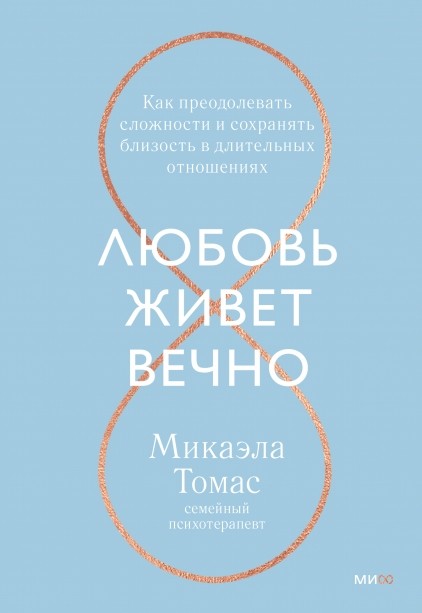 Как преодолевать
сложности и сохранять
близость в длительных
отношениях
ЛЮБОВЬ
ЖИВЕТ
ВЕЧНО
Микаэла
Томас
семейный
психотерапевт
МИФ